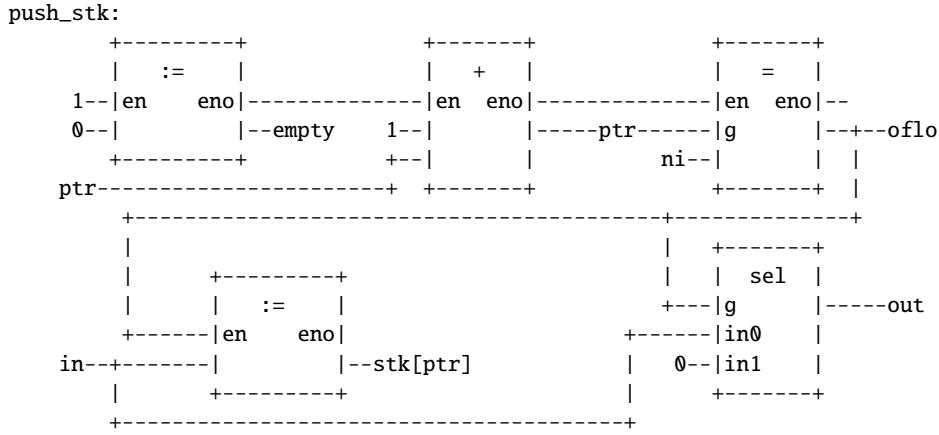 push_stk:
:= + =
1--|en eno|--------------|en eno|--------------|en eno|--
0--| |--empty 1--| |-----ptr------|g |--+--oflo
ni--|
ptr
sel
:= g |-----out
en eno in0
in--+-------| |--stk[ptr] 0--|in1